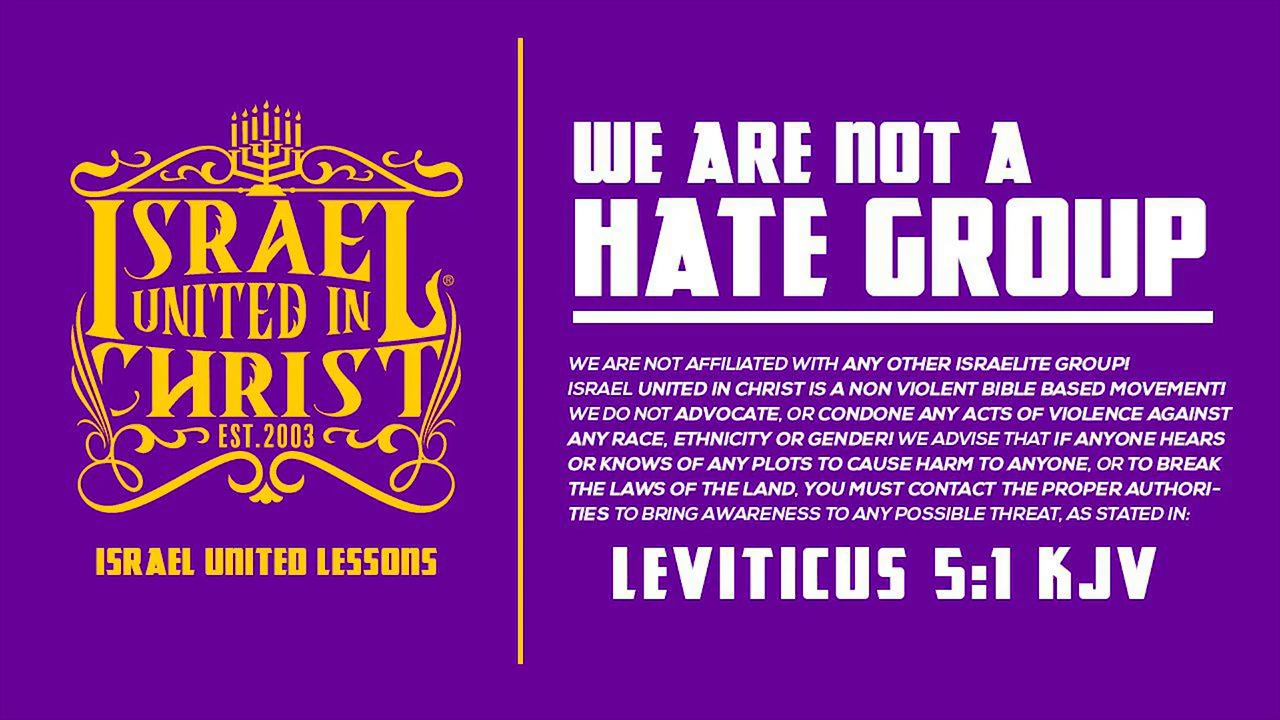 ISRAEL
UNITED IN
CHRIST
®
EST.2003
ISRAEL UNITED LESSONS
WE ARE NOT A
HATE GROUP
WE ARE NOT AFFILIATED WITH ANY OTHER ISRAELITE GROUP!
ISRAEL UNITED IN CHRIST IS A NON VIOLENT BIBLE BASED MOVEMENT!
WE DO NOT ADVOCATE, OR CONDONE ANY ACTS OF VIOLENCE AGAINST
ANY RACE, ETHNICITY OR GENDER! WE ADVISE THAT IF ANYONE HEARS
OR KNOWS OF ANY PLOTS TO CAUSE HARM TO ANYONE, OR TO BREAK
THE LAWS OF THE LAND, YOU MUST CONTACT THE PROPER AUTHORI-
TIES TO BRING AWARENESS TO ANY POSSIBLE THREAT, AS STATED IN:
LEVITICUS 5:1 KJV